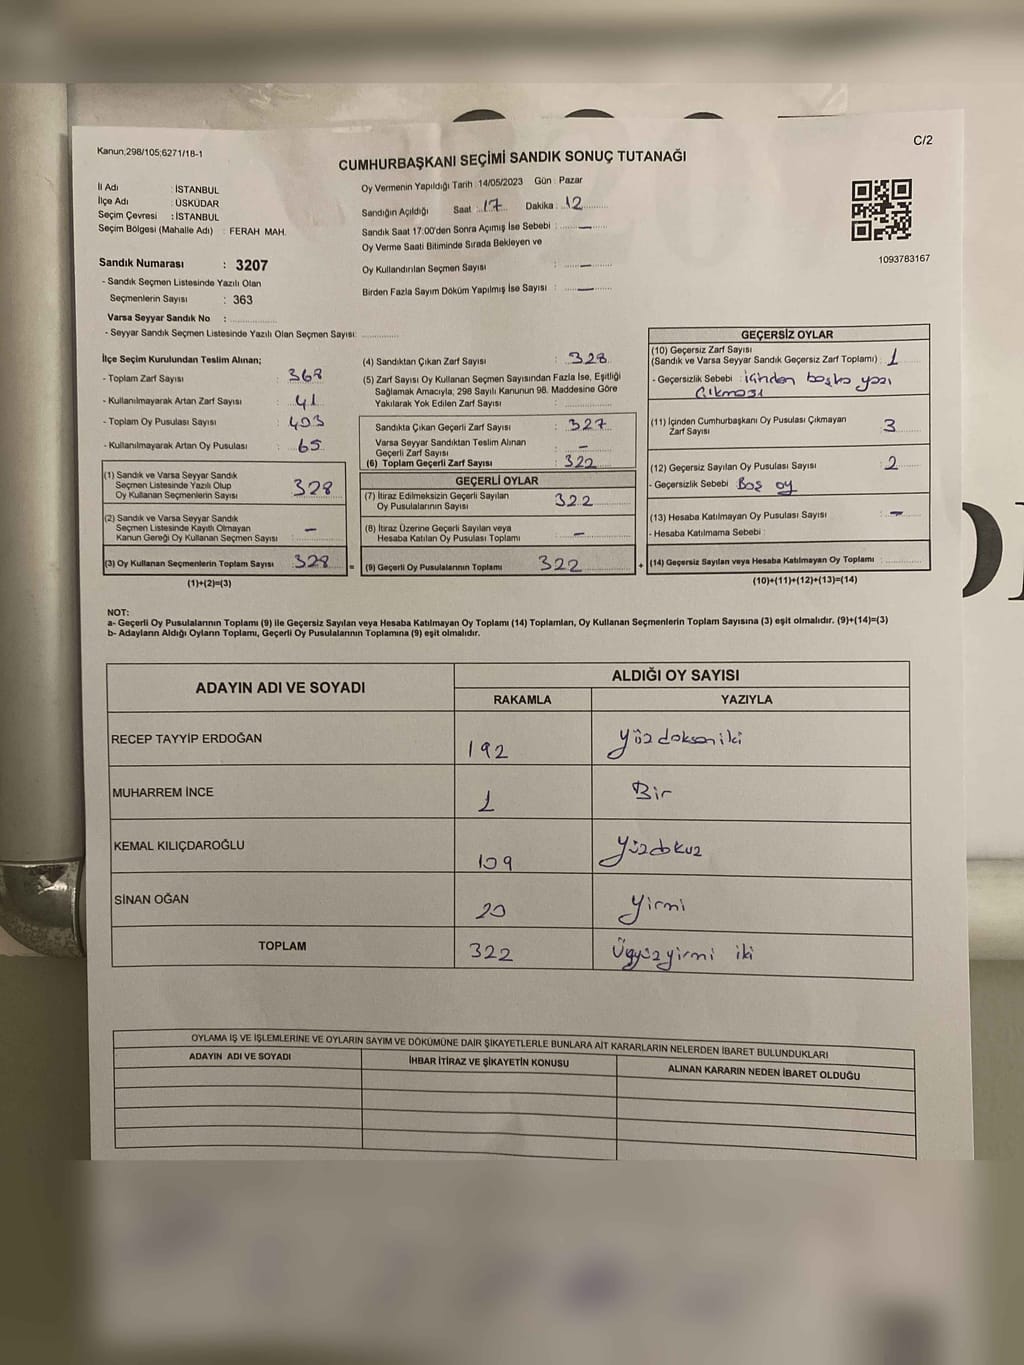 Kanun;298/105;6271/18-1
C/2
CUMHURBAŞKANI SEÇİMİ SANDIK SONUÇ TUTANAĞI
İl Adı : İSTANBUL
İlçe Adı : ÜSKÜDAR
Seçim Çevresi : İSTANBUL
Seçim Bölgesi (Mahalle Adı) : FERAH MAH.
Sandık Numarası : 3207
- Sandık Seçmen Listesinde Yazılı Olan
Seçmenlerin Sayısı : 363
Varsa Seyyar Sandık No :
- Seyyar Sandık Seçmen Listesinde Yazılı Olan Seçmen Sayısı:
Oy Vermenin Yapıldığı Tarih : 14/05/2023 Gün : Pazar
Sandığın Açıldığı Saat : 17 Dakika : 12
Sandık Saat 17.00'den Sonra Açımış İse Sebebi : —
Oy Verme Saati Bitiminde Sırada Bekleyen ve
Oy Kullandırılan Seçmen Sayısı : —
Birden Fazla Sayım Döküm Yapılmış İse Sayısı : —
1093783167
İlçe Seçim Kurulundan Teslim Alınan;
- Toplam Zarf Sayısı : 368
- Kullanılmayarak Artan Zarf Sayısı : 41
- Toplam Oy Pusulası Sayısı : 403
- Kullanılmayarak Artan Oy Pusulası : 65
(1) Sandık ve Varsa Seyyar Sandık
Seçmen Listesinde Yazılı Olup
Oy Kullanan Seçmenlerin Sayısı 328
(2) Sandık ve Varsa Seyyar Sandık
Seçmen Listesinde Kayıtlı Olmayan
Kanun Gereği Oy Kullanan Seçmen Sayısı : —
(3) Oy Kullanan Seçmenlerin Toplam Sayısı : 328
(1)+(2)=(3)
(4) Sandıktan Çıkan Zarf Sayısı : 328
(5) Zarf Sayısı Oy Kullanan Seçmen Sayısından Fazla İse, Eşitliği
Sağlamak Amacıyla, 298 Sayılı Kanunun 98. Maddesine Göre
Yakılarak Yok Edilen Zarf Sayısı :
Sandıkta Çıkan Geçerli Zarf Sayısı : 327
Varsa Seyyar Sandıktan Teslim Alınan
Geçerli Zarf Sayısı : —
(6) Toplam Geçerli Zarf Sayısı : 322
GEÇERLİ OYLAR
(7) İtiraz Edilmeksizin Geçerli Sayılan
Oy Pusulalarının Sayısı 322
(8) İtiraz Üzerine Geçerli Sayılan veya
Hesaba Katılan Oy Pusulası Toplamı : —
= (9) Geçerli Oy Pusulalarının Toplamı 322 +
GEÇERSİZ OYLAR
(10) Geçersiz Zarf Sayısı
(Sandık ve Varsa Seyyar Sandık Geçersiz Zarf Toplamı) : 1
- Geçersizlik Sebebi : içinden başka yazı
çıkması
(11) İçinden Cumhurbaşkanı Oy Pusulası Çıkmayan
Zarf Sayısı : 3
(12) Geçersiz Sayılan Oy Pusulası Sayısı : 2
- Geçersizlik Sebebi : Boş oy
(13) Hesaba Katılmayan Oy Pusulası Sayısı : —
- Hesaba Katılmama Sebebi :
(14) Geçersiz Sayılan veya Hesaba Katılmayan Oy Toplamı :
(10)+(11)+(12)+(13)=(14)
NOT:
a- Geçerli Oy Pusulalarının Toplamı (9) ile Geçersiz Sayılan veya Hesaba Katılmayan Oy Toplamı (14) Toplamları, Oy Kullanan Seçmenlerin Toplam Sayısına (3) eşit olmalıdır. (9)+(14)=(3)
b- Adayların Aldığı Oyların Toplamı, Geçerli Oy Pusulalarının Toplamına (9) eşit olmalıdır.
ADAYIN ADI VE SOYADI
ALDIĞI OY SAYISI
RAKAMLA YAZIYLA
RECEP TAYYİP ERDOĞAN 192 Yüzdoksaniki
MUHARREM İNCE 1 Bir
KEMAL KILIÇDAROĞLU 109 Yüzdokuz
SİNAN OĞAN 20 Yirmi
TOPLAM 322 Üçyüzyirmi iki
OYLAMA İŞ VE İŞLEMLERİNE VE OYLARIN SAYIM VE DÖKÜMÜNE DAİR ŞİKAYETLERLE BUNLARA AİT KARARLARIN NELERDEN İBARET BULUNDUKLARI
ADAYIN ADI VE SOYADI İHBAR İTİRAZ VE ŞİKAYETİN KONUSU ALINAN KARARIN NEDEN İBARET OLDUĞU